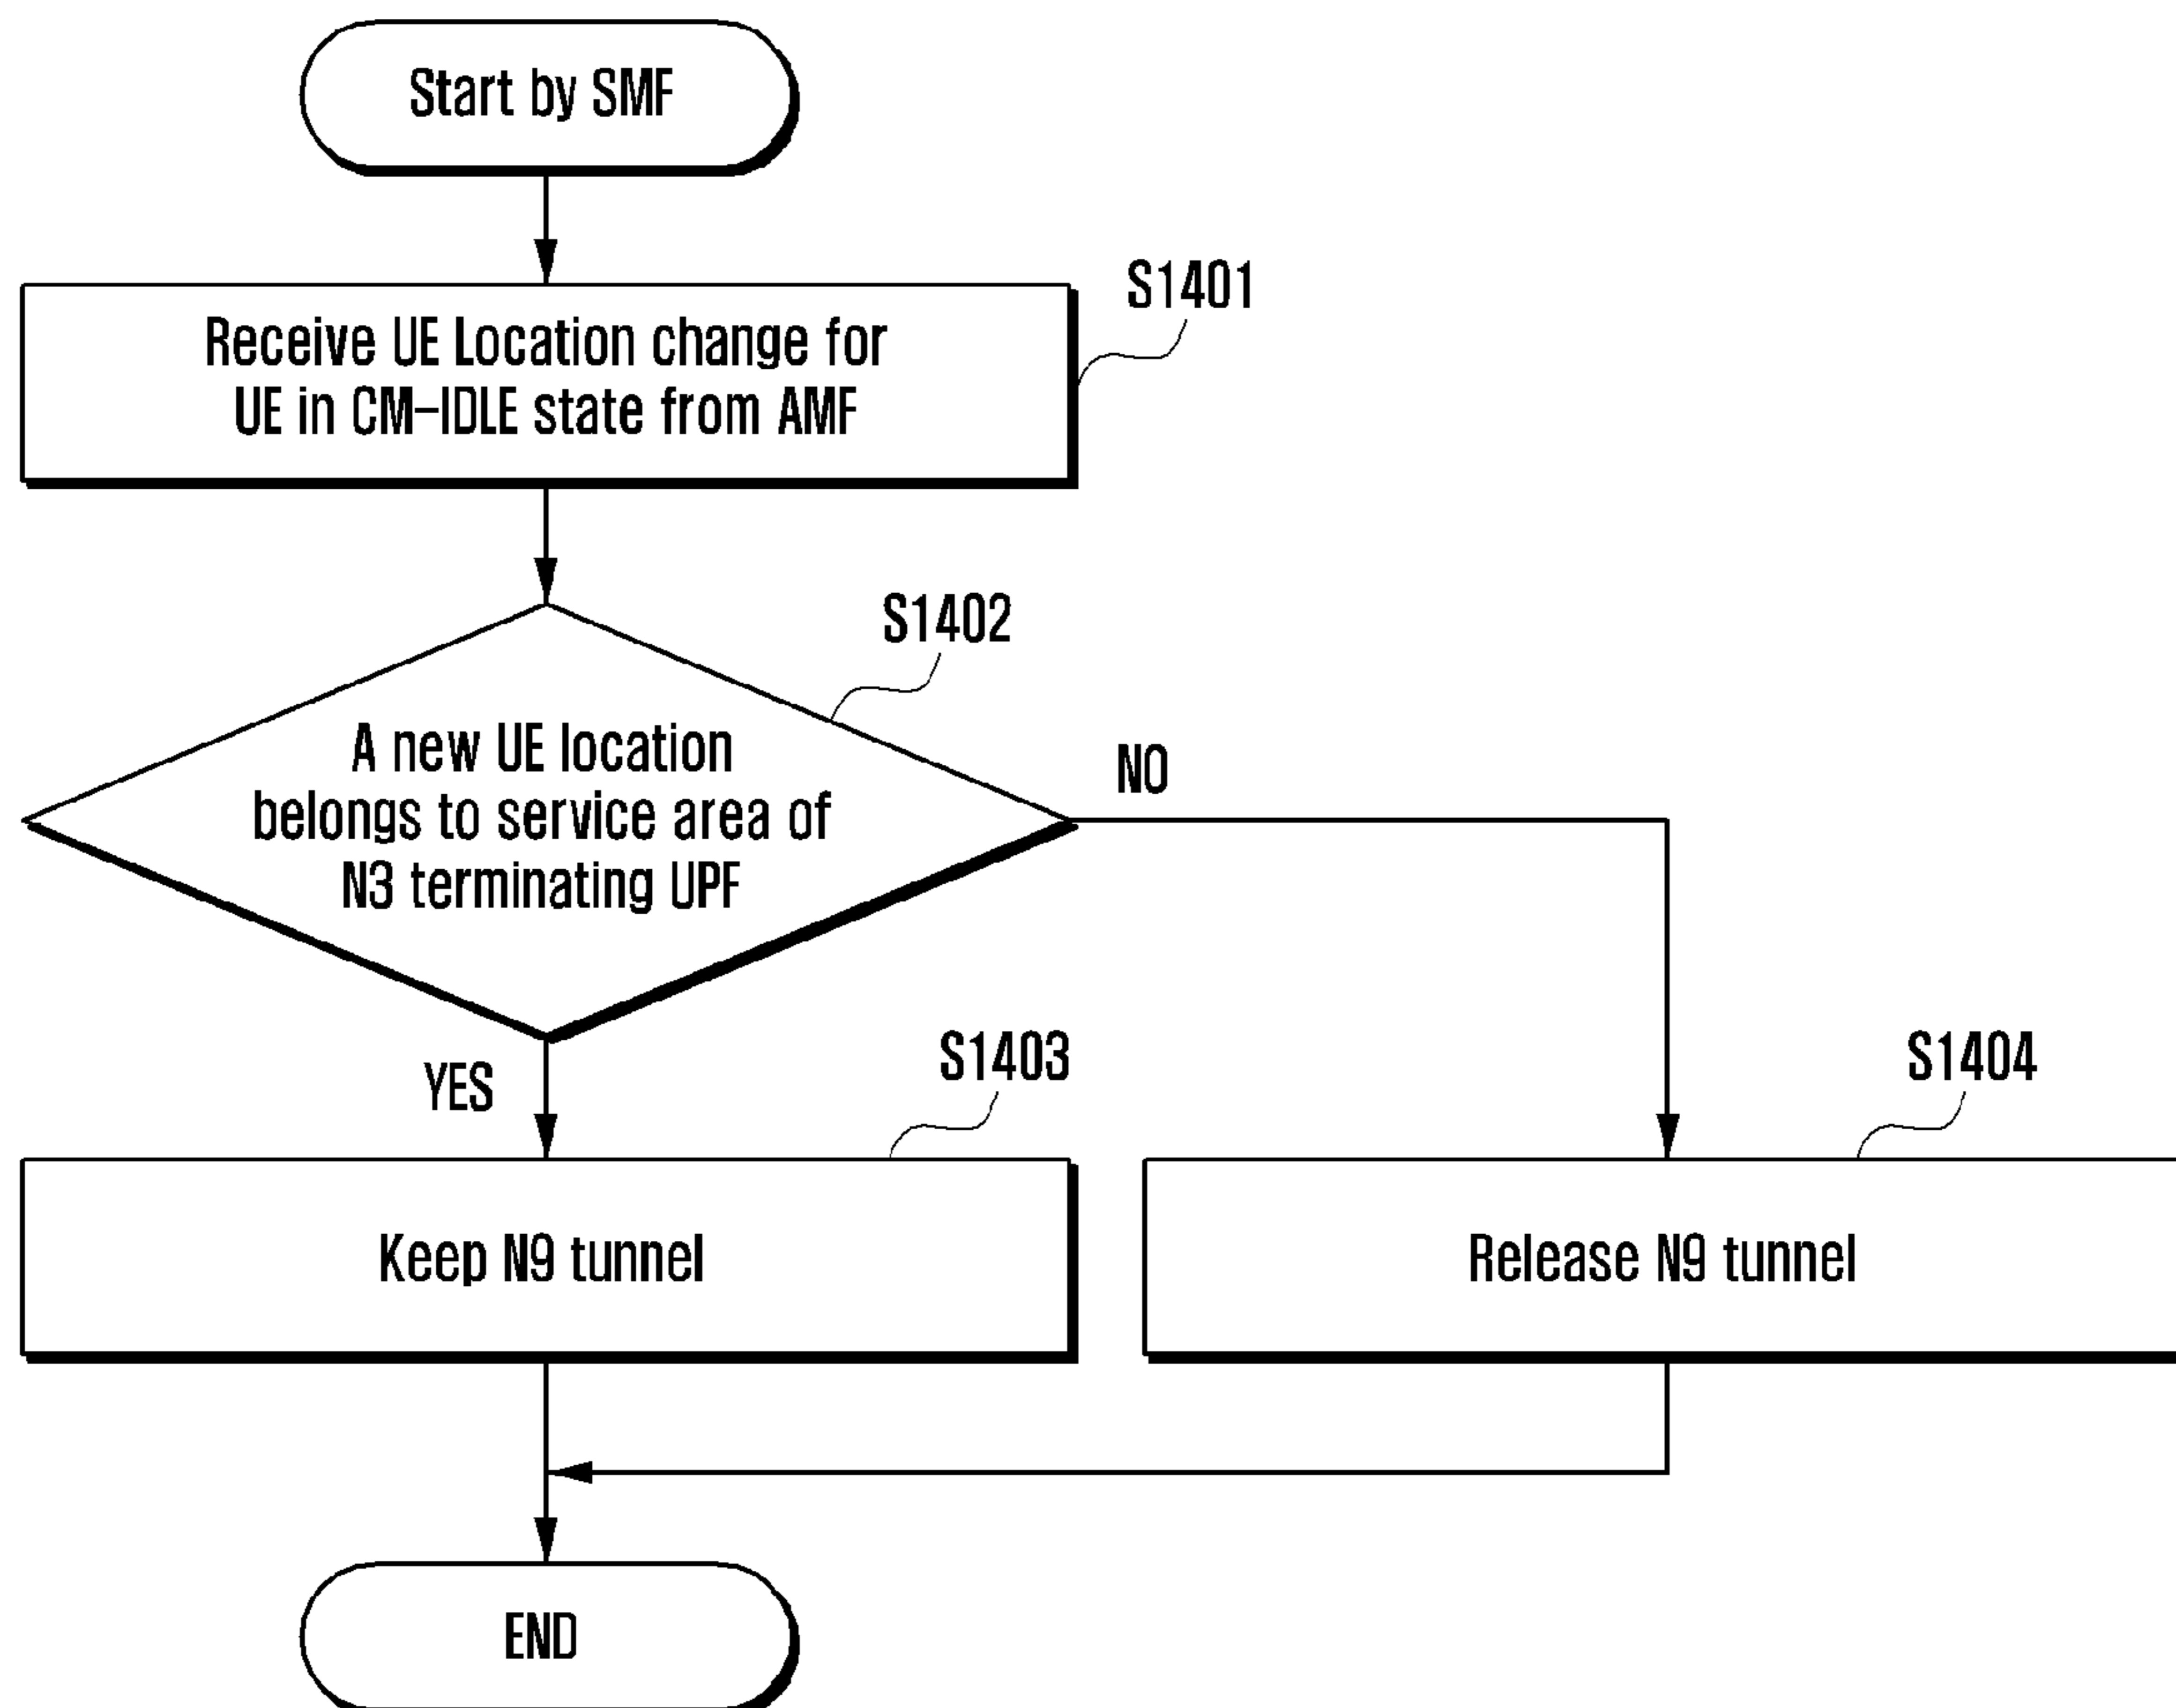 Start by SMF
S1401
Receive UE Location change for
UE in CM-IDLE state from AMF
S1402
A new UE location
belongs to service area of
N3 terminating UPF
NO
YES
S1403
S1404
Keep N9 tunnel
Release N9 tunnel
END